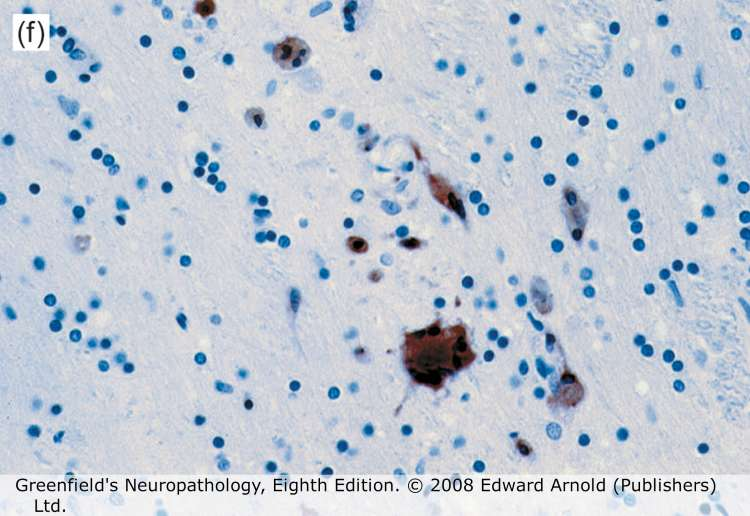 (f)
Greenfield's Neuropathology, Eighth Edition. © 2008 Edward Arnold (Publishers)
Ltd.